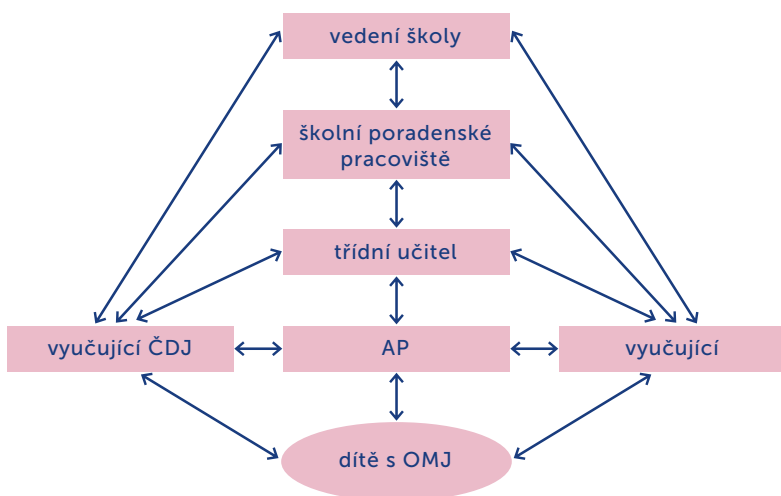 vedení školy
školní poradenské
pracoviště
třídní učitel
vyučující ČDJ
AP
vyučující
dítě s OMJ